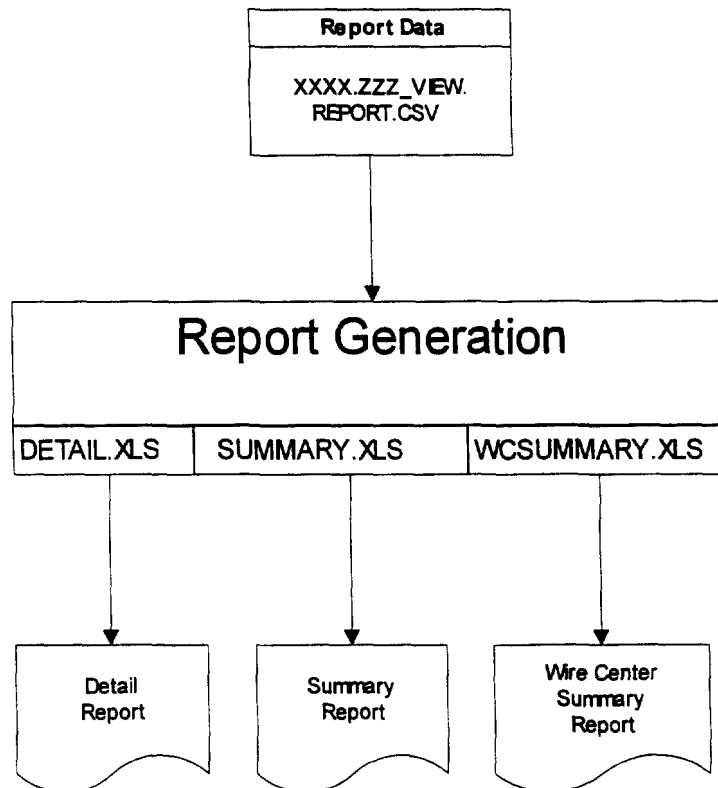 Report Data
XXXX.ZZZ_VIEW.
REPORT.CSV
Report Generation
DETAIL.XLS
SUMMARY.XLS
WCSUMMARY.XLS
Detail
Report
Summary
Report
Wire Center
Summary
Report